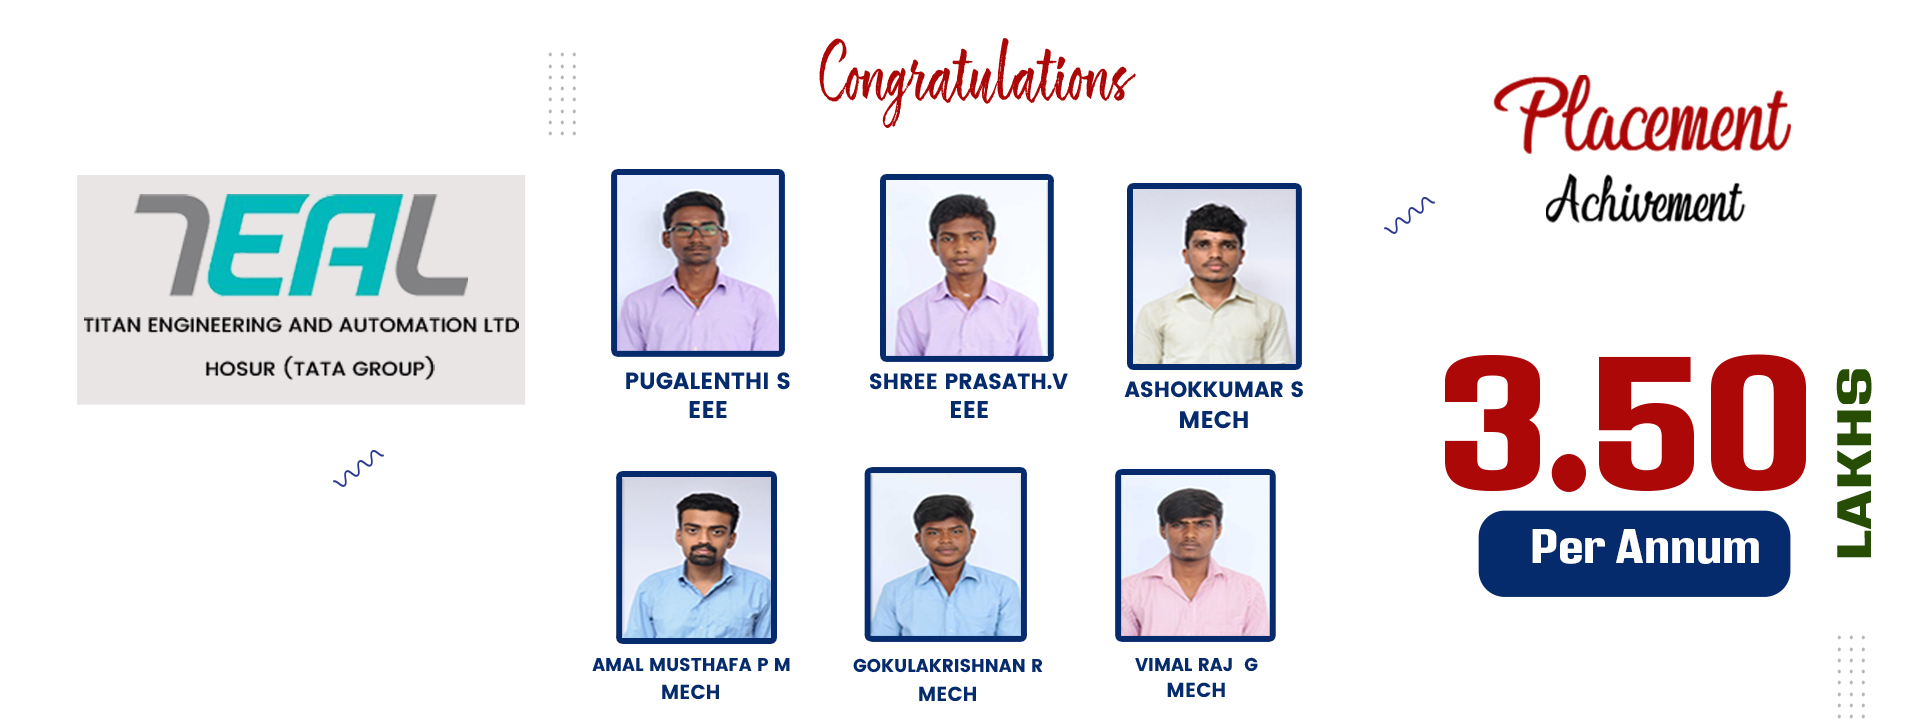 Congratulations
Placement
Achivement
TEAL
TITAN ENGINEERING AND AUTOMATION LTD
HOSUR (TATA GROUP)
PUGALENTHI S
EEE
SHREE PRASATH.V
EEE
ASHOKKUMAR S
MECH
AMAL MUSTHAFA P M
MECH
GOKULAKRISHNAN R
MECH
VIMAL RAJ G
MECH
3.50
LAKHS
Per Annum